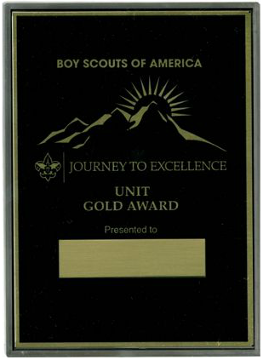 BOY SCOUTS OF AMERICA
JOURNEY TO EXCELLENCE
UNIT
GOLD AWARD
Presented to